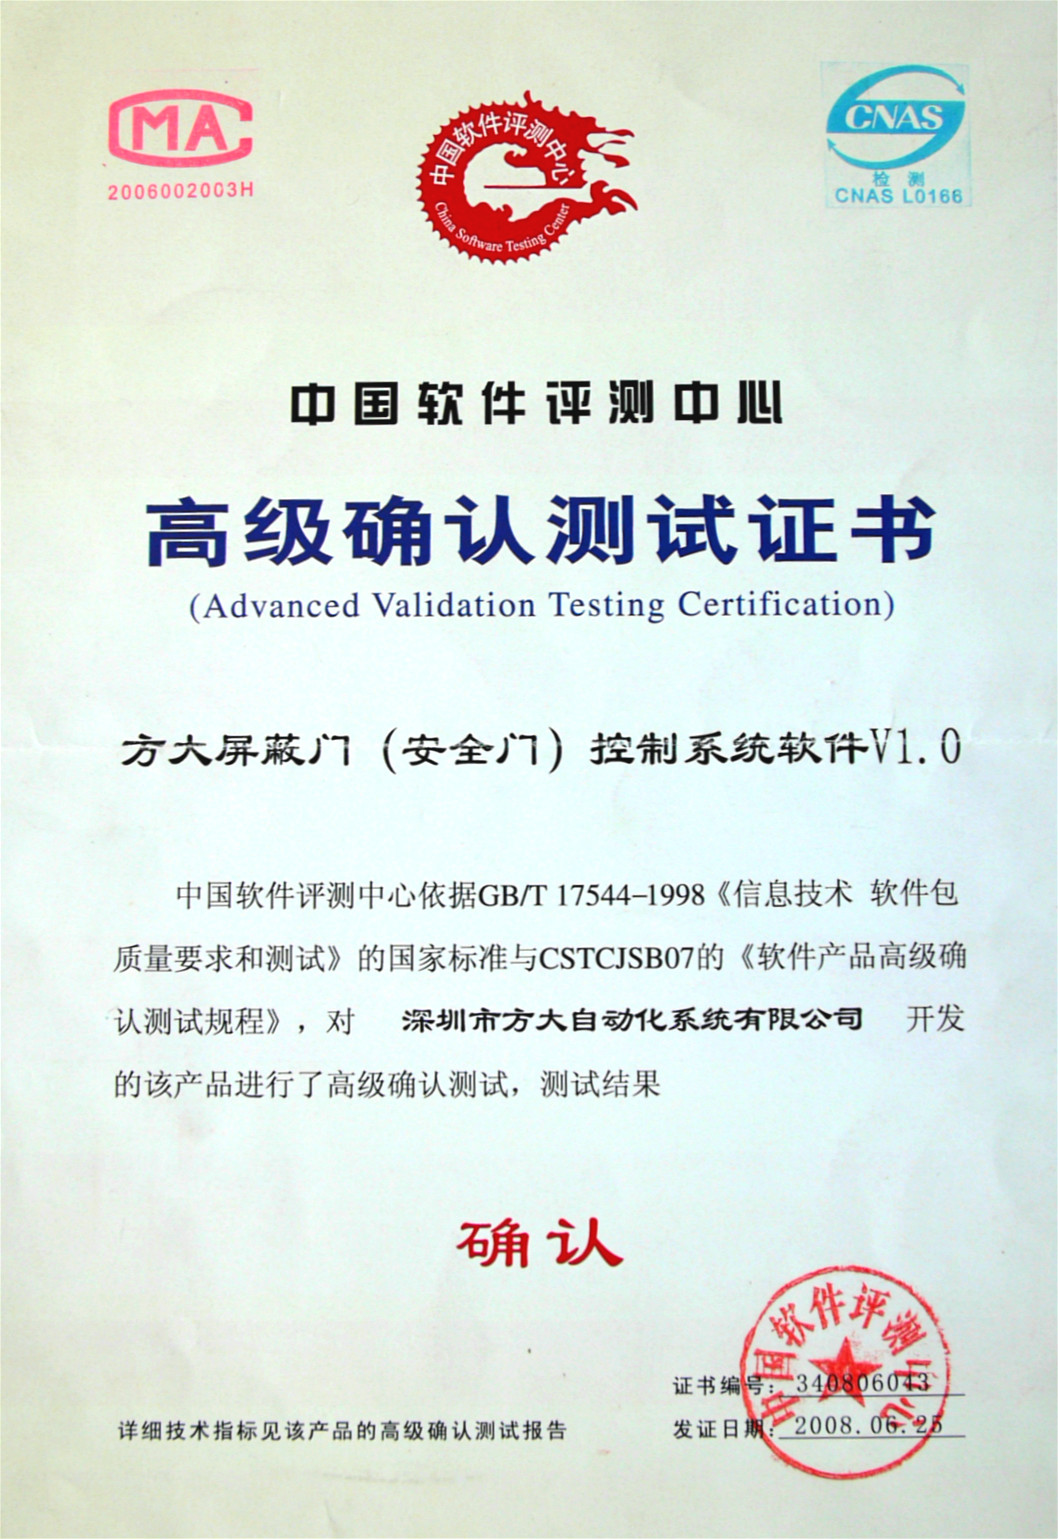 CMA
2006002003H
中国软件评测中心
China Software Testing Center
CNAS
检 测
CNAS L0166
中国软件评测中心
高级确认测试证书
(Advanced Validation Testing Certification)
方大屏蔽门（安全门）控制系统软件V1.0
中国软件评测中心依据GB/T 17544–1998《信息技术 软件包
质量要求和测试》的国家标准与CSTCJSB07的《软件产品高级确
认测试规程》，对 深圳市方大自动化系统有限公司 开发
的该产品进行了高级确认测试，测试结果
确认
中国软件评测中心
证书编号：340806043
详细技术指标见该产品的高级确认测试报告
发证日期：2008.06.25